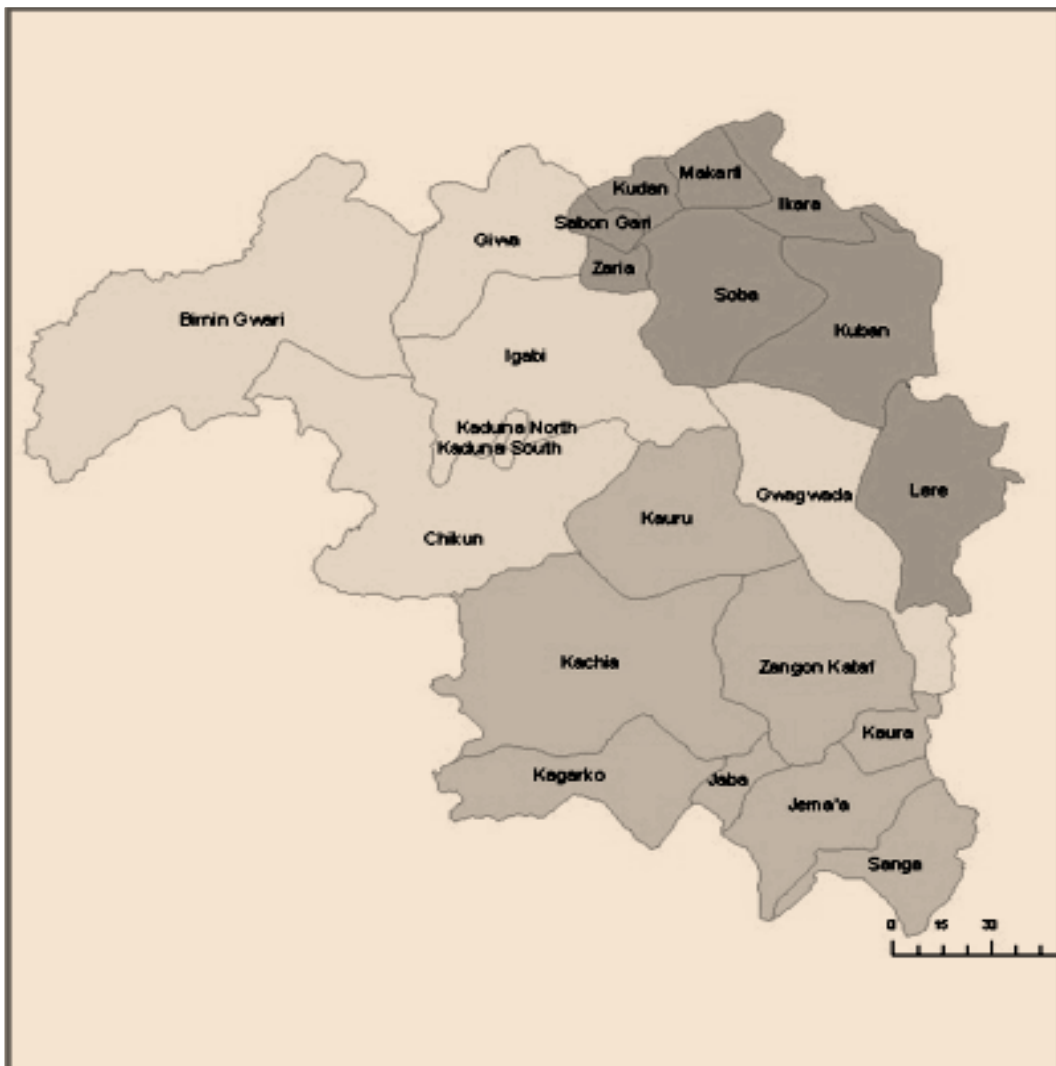 Makarfi
Kudan
Ikara
Sabon Gari
Giwa
Zaria
Soba
Birnin Gwari
Kuban
Igabi
Kaduna North
Kaduna South
Lere
Gwagwada
Kauru
Chikun
Kachia
Zangon Kataf
Kaura
Kagarko
Jaba
Jema'a
Sanga
0 15 30